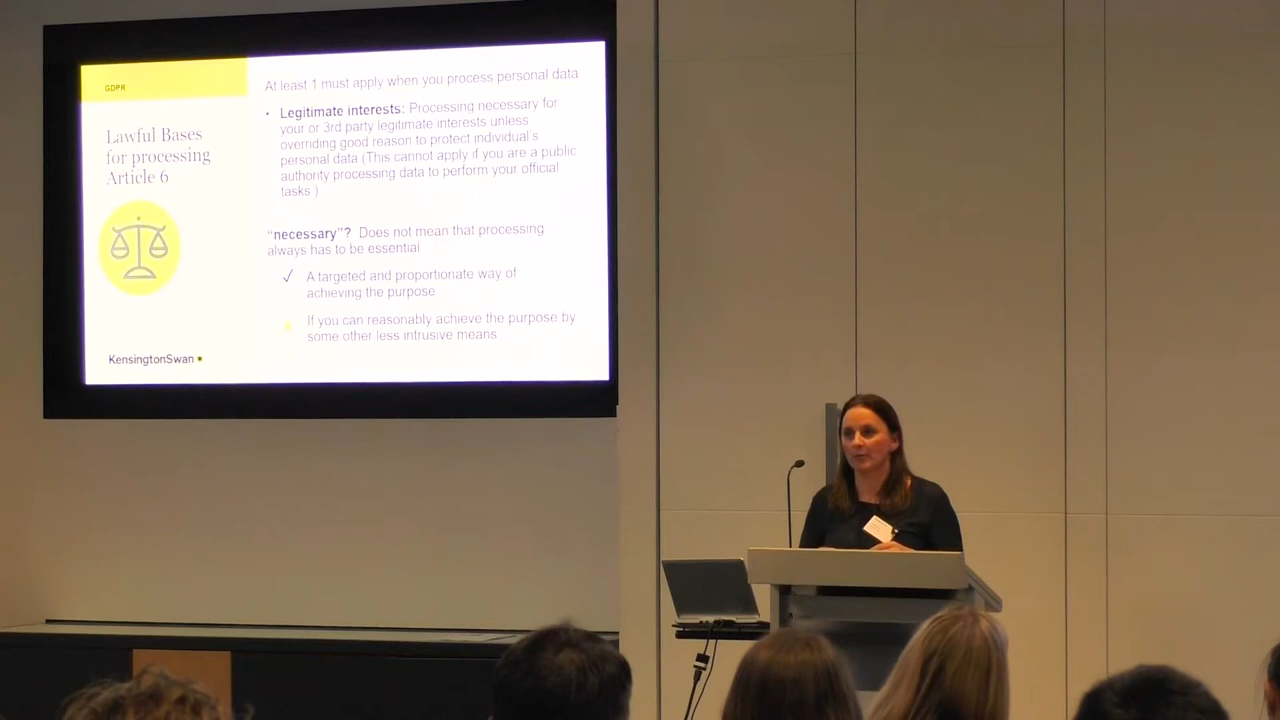 GDPR
Lawful Bases
for processing
Article 6
KensingtonSwan
At least 1 must apply when you process personal data
• Legitimate interests: Processing necessary for
your or 3rd party legitimate interests unless
overriding good reason to protect individual's
personal data (This cannot apply if you are a public
authority processing data to perform your official
tasks.)
“necessary”? Does not mean that processing
always has to be essential
✓ A targeted and proportionate way of
achieving the purpose
If you can reasonably achieve the purpose by
some other less intrusive means